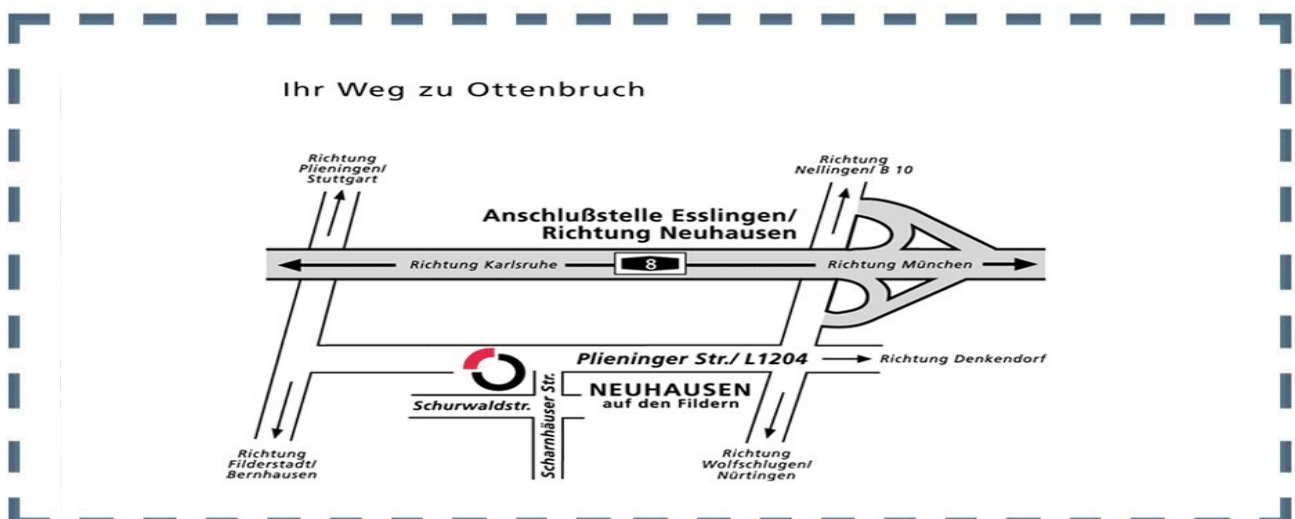 Ihr Weg zu Ottenbruch
Richtung
Plieningen/
Stuttgart
Richtung
Nellingen/ B 10
Anschlußstelle Esslingen/
Richtung Neuhausen
Richtung Karlsruhe
8
Richtung München
Plieninger Str./ L1204
Richtung Denkendorf
NEUHAUSEN
auf den Fildern
Schurwaldstr.
Scharnhäuser Str.
Richtung
Filderstadt/
Bernhausen
Richtung
Wolfschlugen/
Nürtingen